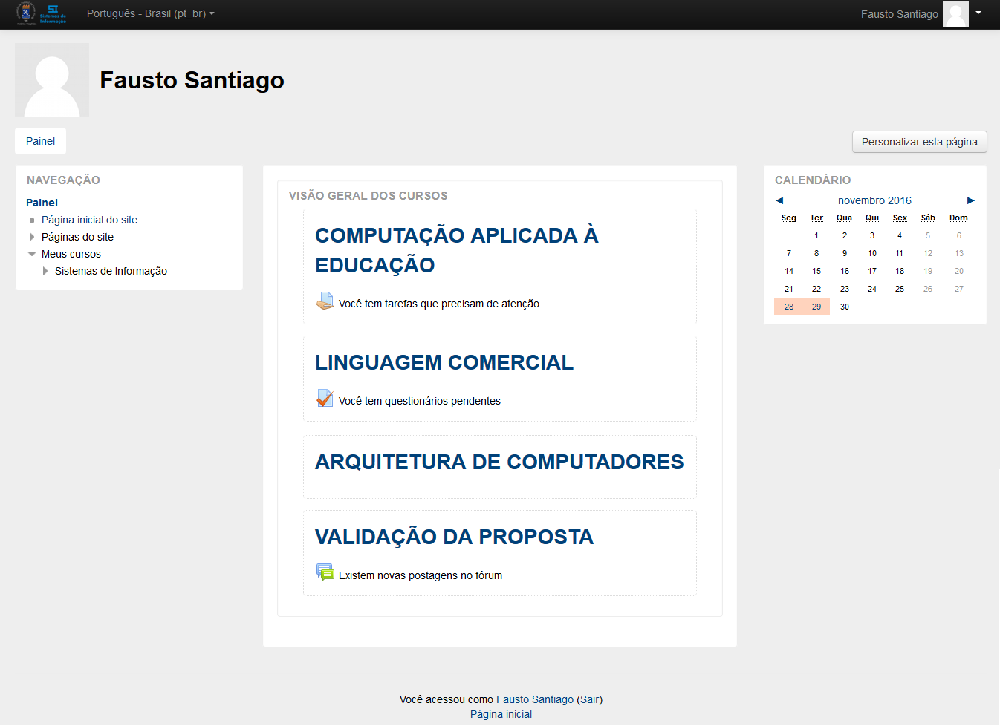 SI
Sistemas de
Informação
Português - Brasil (pt_br)
Fausto Santiago
Fausto Santiago
Painel
Personalizar esta página
NAVEGAÇÃO
Painel
Página inicial do site
Páginas do site
Meus cursos
Sistemas de Informação
VISÃO GERAL DOS CURSOS
COMPUTAÇÃO APLICADA À
EDUCAÇÃO
Você tem tarefas que precisam de atenção
LINGUAGEM COMERCIAL
Você tem questionários pendentes
ARQUITETURA DE COMPUTADORES
VALIDAÇÃO DA PROPOSTA
Existem novas postagens no fórum
CALENDÁRIO
◄ novembro 2016 ►
Seg Ter Qua Qui Sex Sáb Dom
1 2 3 4 5 6
7 8 9 10 11 12 13
14 15 16 17 18 19 20
21 22 23 24 25 26 27
28 29 30
Você acessou como Fausto Santiago (Sair)
Página inicial